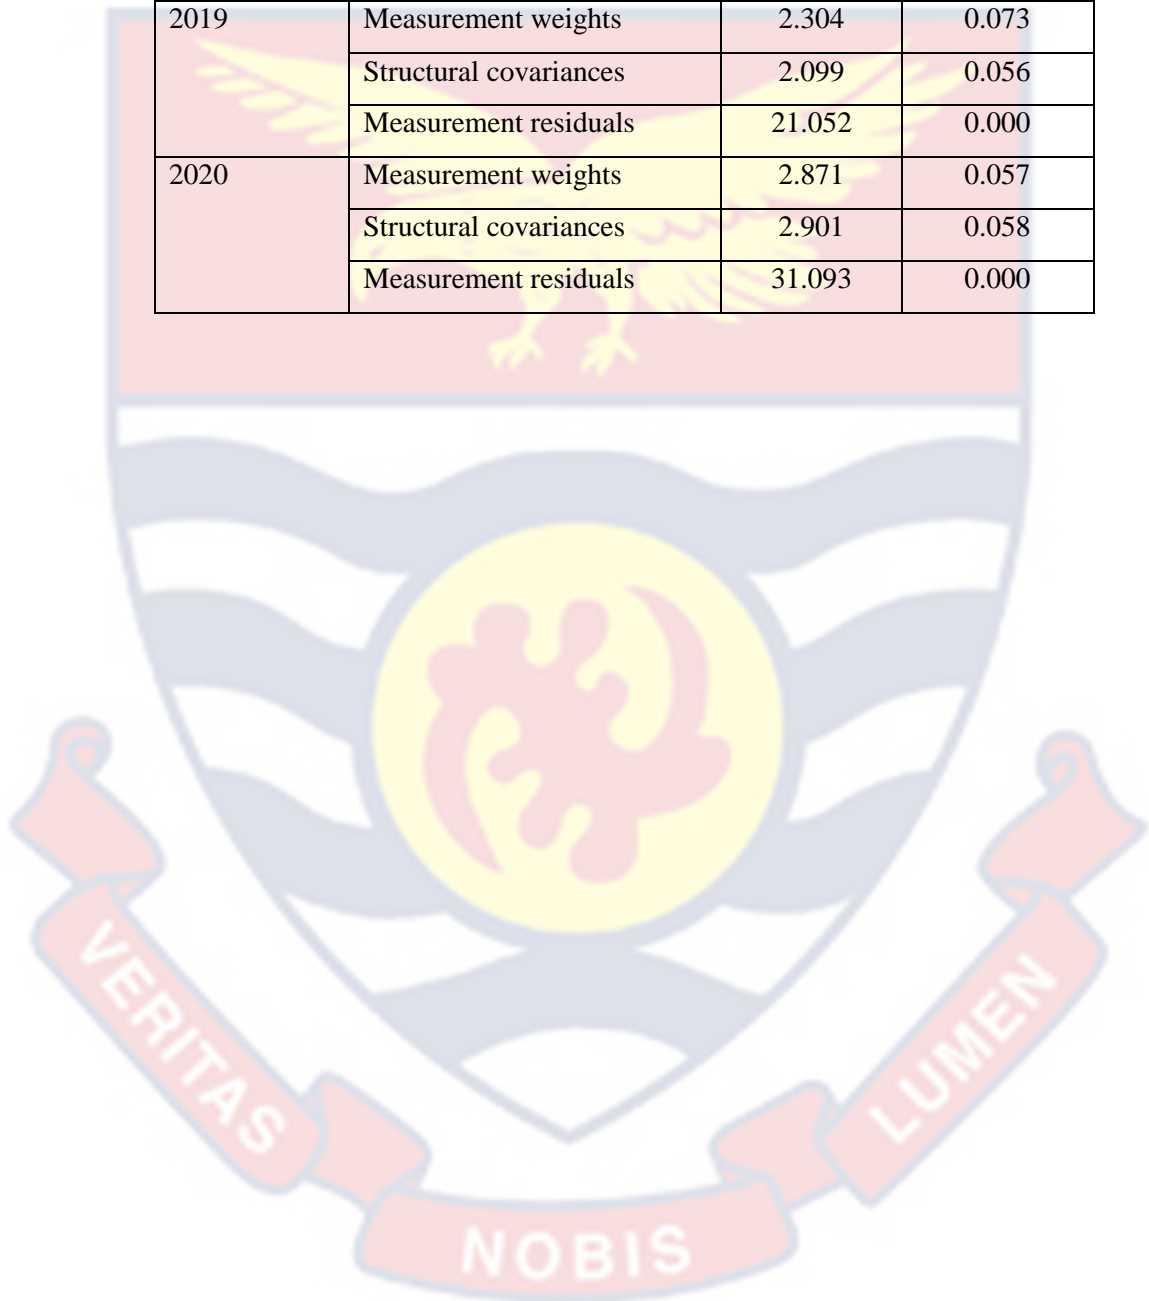 2019 Measurement weights 2.304 0.073
Structural covariances 2.099 0.056
Measurement residuals 21.052 0.000
2020 Measurement weights 2.871 0.057
Structural covariances 2.901 0.058
Measurement residuals 31.093 0.000
VERITAS
NOBIS
LUMEN